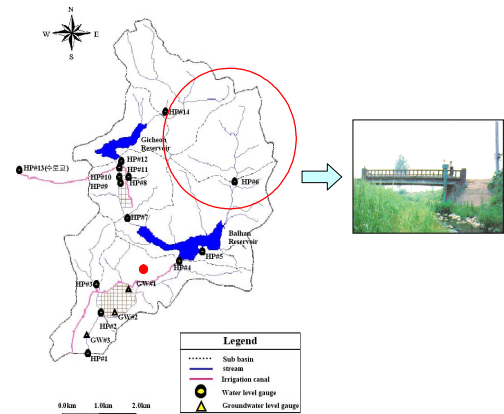 N
W E
S
HP#14
Gicheon
Reservoir
HP#12
HP#13(수로교)
HP#11
HP#10
HP#8
HP#9
HP#6
HP#7
Balhan
Reservoir
HP#5
HP#4
HP#3
GW#1
GW#2
HP#2
GW#3
HP#1
Legend
Sub basin
stream
Irrigation canal
Water level gauge
Groundwater level gauge
0.0km 1.0km 2.0km